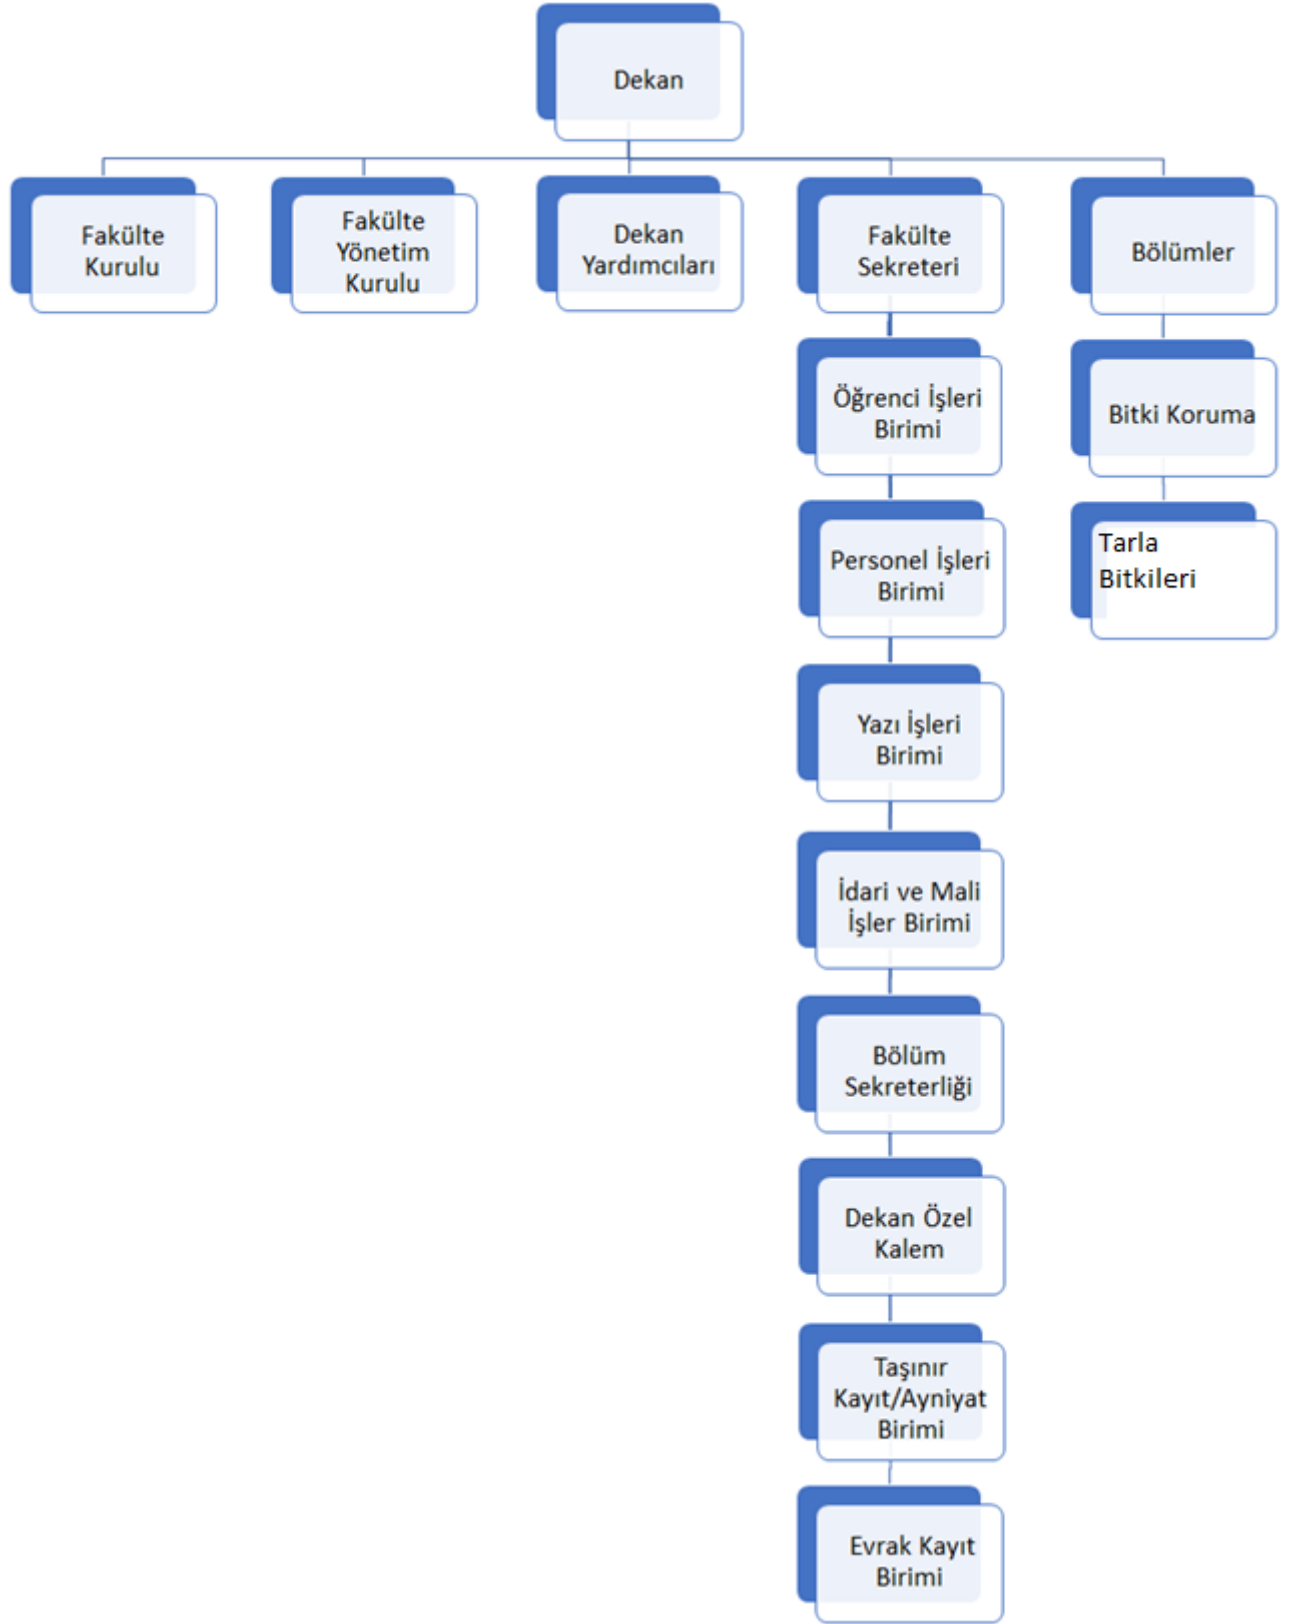 Dekan
Fakülte
Kurulu
Fakülte
Yönetim
Kurulu
Dekan
Yardımcıları
Fakülte
Sekreteri
Bölümler
Öğrenci İşleri
Birimi
Bitki Koruma
Personel İşleri
Birimi
Tarla
Bitkileri
Yazı İşleri
Birimi
İdari ve Mali
İşler Birimi
Bölüm
Sekreterliği
Dekan Özel
Kalem
Taşınır
Kayıt/Ayniyat
Birimi
Evrak Kayıt
Birimi